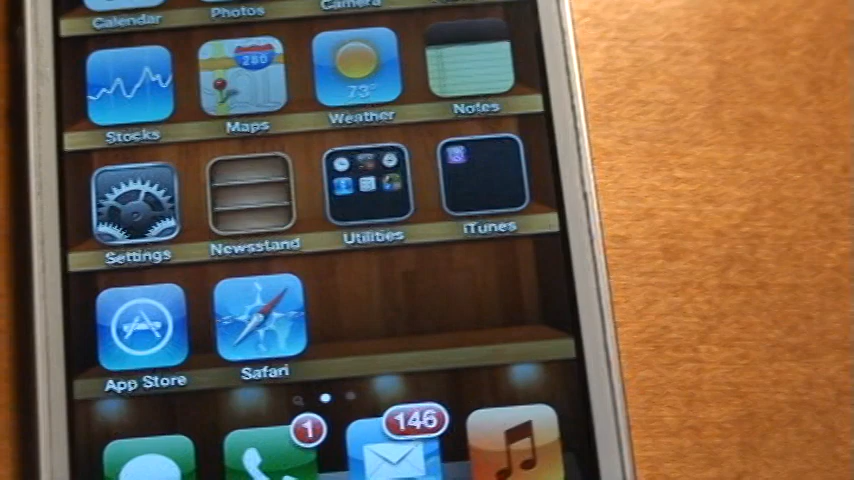 Calendar Photos Camera
280
73°
Stocks Maps Weather Notes
Settings Newsstand Utilities iTunes
App Store Safari
1 146